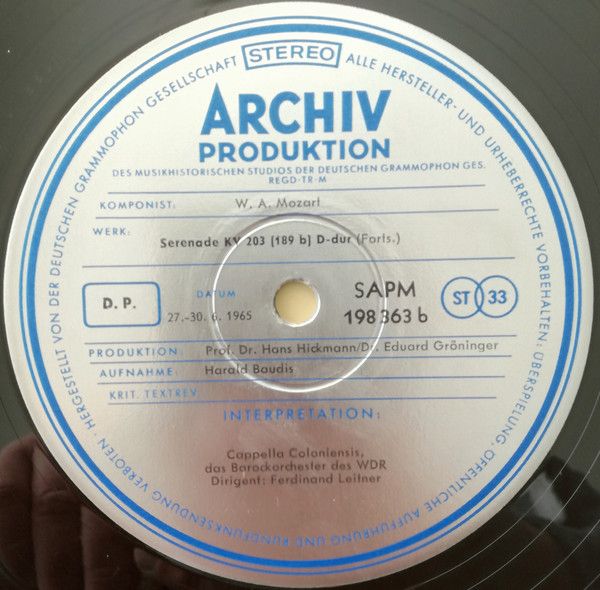 HERGESTELLT VON DER DEUTSCHEN GRAMMOPHON GESELLSCHAFT
STEREO
ALLE HERSTELLER- UND URHEBERRECHTE VORBEHALTEN: ÜBERSPIELUNG, ÖFFENTLICHE AUFFÜHRUNG UND RUNDFUNKSENDUNG VERBOTEN ·
ARCHIV
PRODUKTION
DES MUSIKHISTORISCHEN STUDIOS DER DEUTSCHEN GRAMMOPHON GES.
REGD·TR·M
KOMPONIST: W. A. Mozart
WERK:
Serenade KV 203 [189 b] D-dur (Forts.)
D. P.
DATUM
27.-30. 6. 1965
SAPM
198 363 b
ST 33
PRODUKTION Prof. Dr. Hans Hickmann/Dr. Eduard Gröninger
AUFNAHME: Harald Baudis
KRIT. TEXTREV.
INTERPRETATION:
Cappella Coloniensis,
das Barockorchester des WDR
Dirigent: Ferdinand Leitner